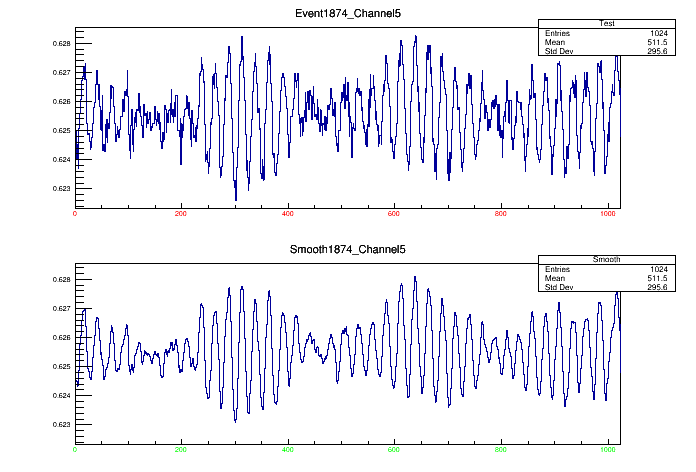 Event1874_Channel5
Test
Entries 1024
Mean 511.5
Std Dev 295.6
0.628
0.627
0.626
0.625
0.624
0.623
0 200 400 600 800 1000
Smooth1874_Channel5
Smooth
Entries 1024
Mean 511.5
Std Dev 295.6
0.628
0.627
0.626
0.625
0.624
0.623
0 200 400 600 800 1000